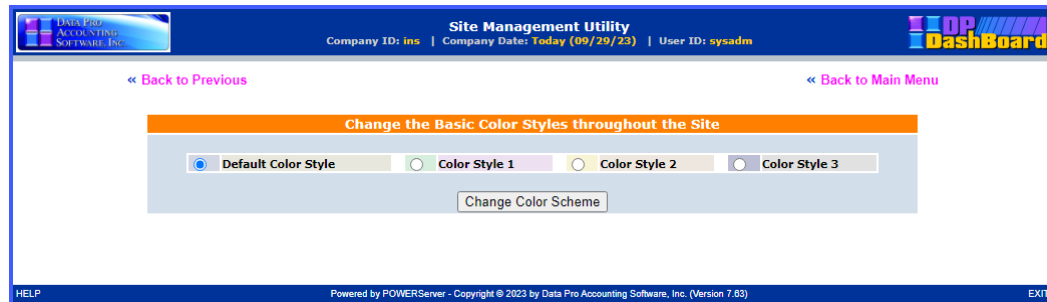 DATA PRO
ACCOUNTING
SOFTWARE, INC.
Site Management Utility
Company ID: ins | Company Date: Today (09/29/23) | User ID: sysadm
DP
DashBoard
« Back to Previous
« Back to Main Menu
Change the Basic Color Styles throughout the Site
Default Color Style
Color Style 1
Color Style 2
Color Style 3
Change Color Scheme
HELP
Powered by POWERServer - Copyright © 2023 by Data Pro Accounting Software, Inc. (Version 7.63)
EXIT